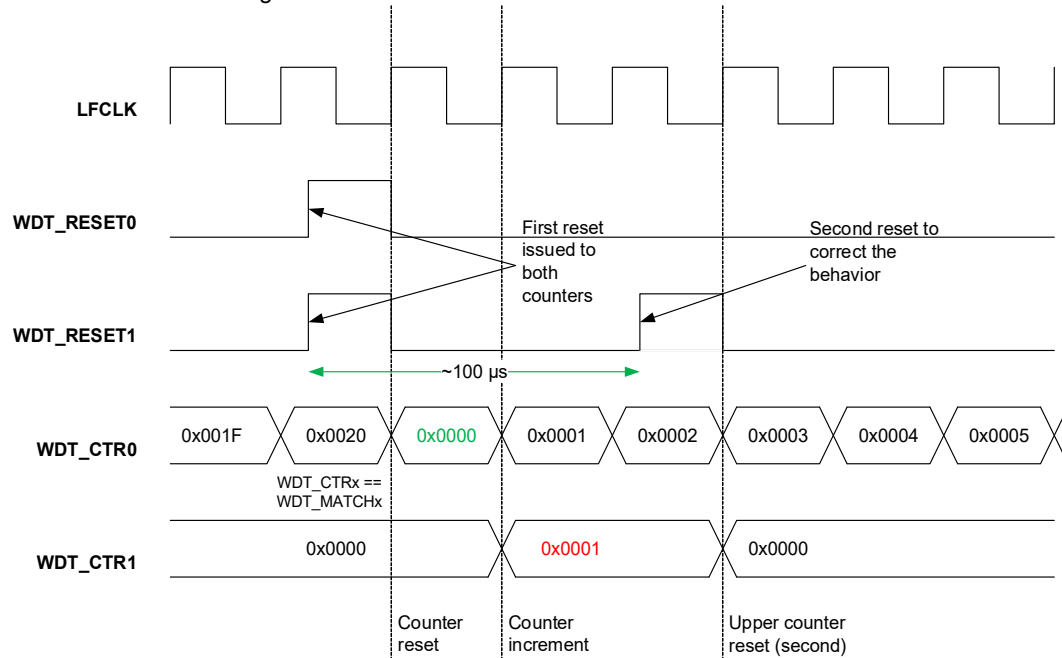 LFCLK
WDT_RESET0
First reset
issued to
both
counters
Second reset to
correct the
behavior
WDT_RESET1
~100 µs
WDT_CTR0
0x001F
0x0020
0x0000
0x0001
0x0002
0x0003
0x0004
0x0005
WDT_CTRx ==
WDT_MATCHx
WDT_CTR1
0x0000
0x0001
0x0000
Counter
reset
Counter
increment
Upper counter
reset (second)